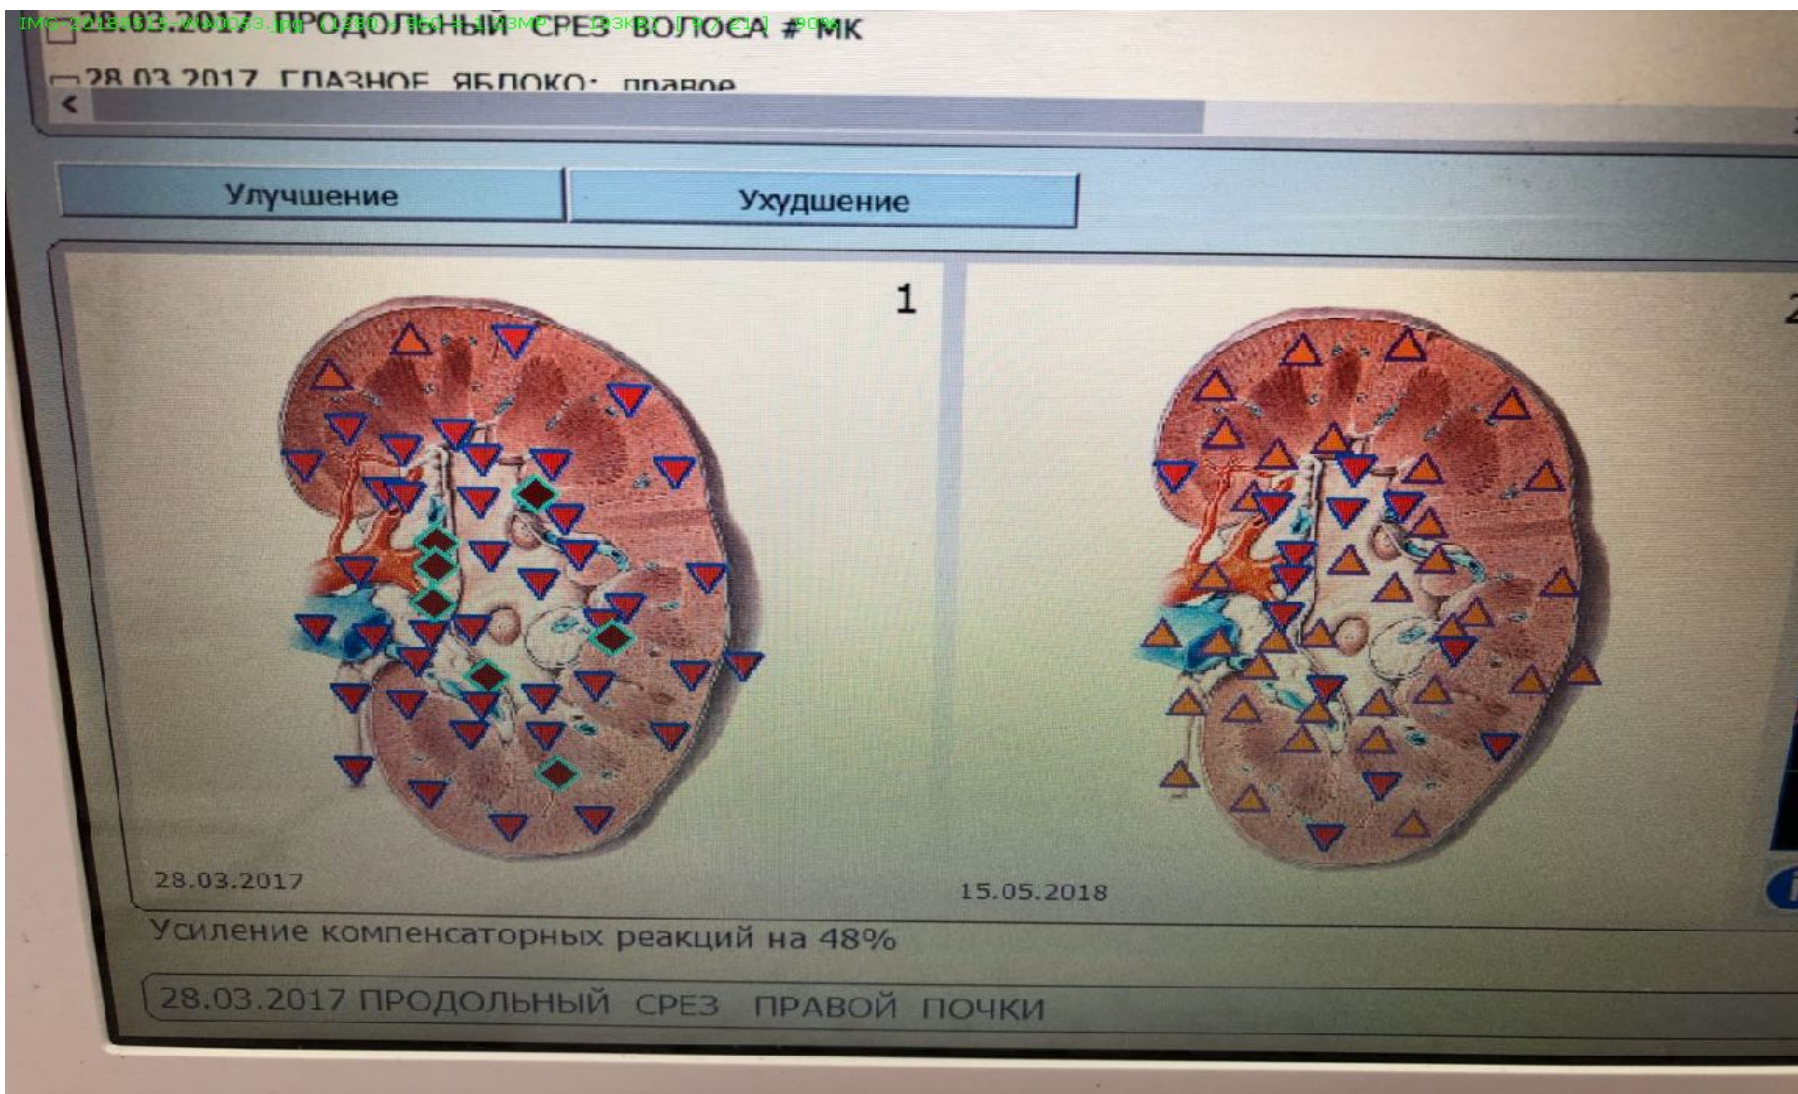 28.03.2017 ПРОДОЛЬНЫЙ СРЕЗ ВОЛОСА # МК
28.03.2017 ГЛАЗНОЕ ЯБЛОКО: правое
<
Улучшение
Ухудшение
1
2
28.03.2017
15.05.2018
Усиление компенсаторных реакций на 48%
28.03.2017 ПРОДОЛЬНЫЙ СРЕЗ ПРАВОЙ ПОЧКИ